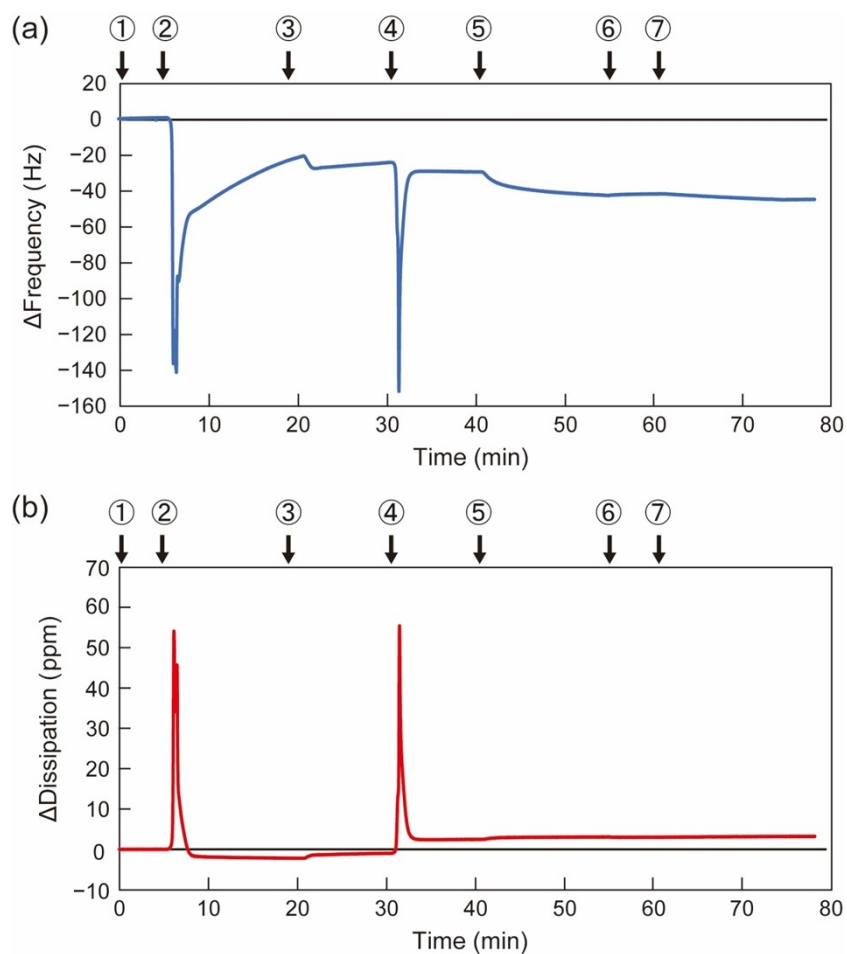 (a)
① ② ③ ④ ⑤ ⑥ ⑦
20
0
−20
−40
−60
−80
−100
−120
−140
−160
ΔFrequency (Hz)
0 10 20 30 40 50 60 70 80
Time (min)
(b)
① ② ③ ④ ⑤ ⑥ ⑦
70
60
50
40
30
20
10
0
−10
ΔDissipation (ppm)
0 10 20 30 40 50 60 70 80
Time (min)